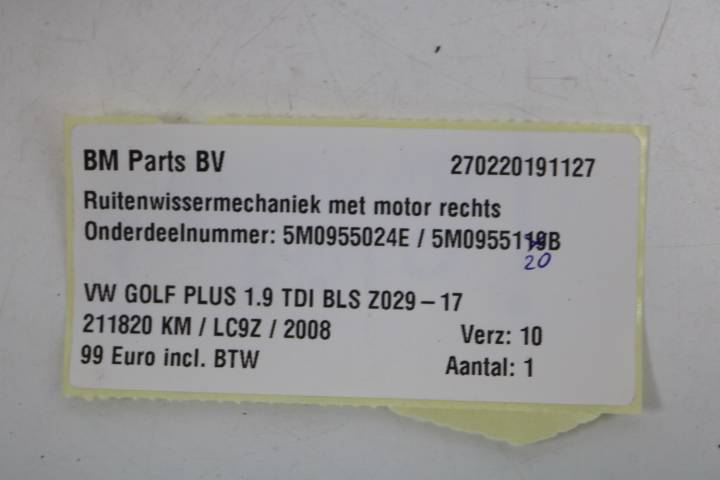 BM Parts BV 270220191127
Ruitenwissermechaniek met motor rechts
Onderdeelnummer: 5M0955024E / 5M0955119B
20
VW GOLF PLUS 1.9 TDI BLS Z029-17
211820 KM / LC9Z / 2008 Verz: 10
99 Euro incl. BTW Aantal: 1